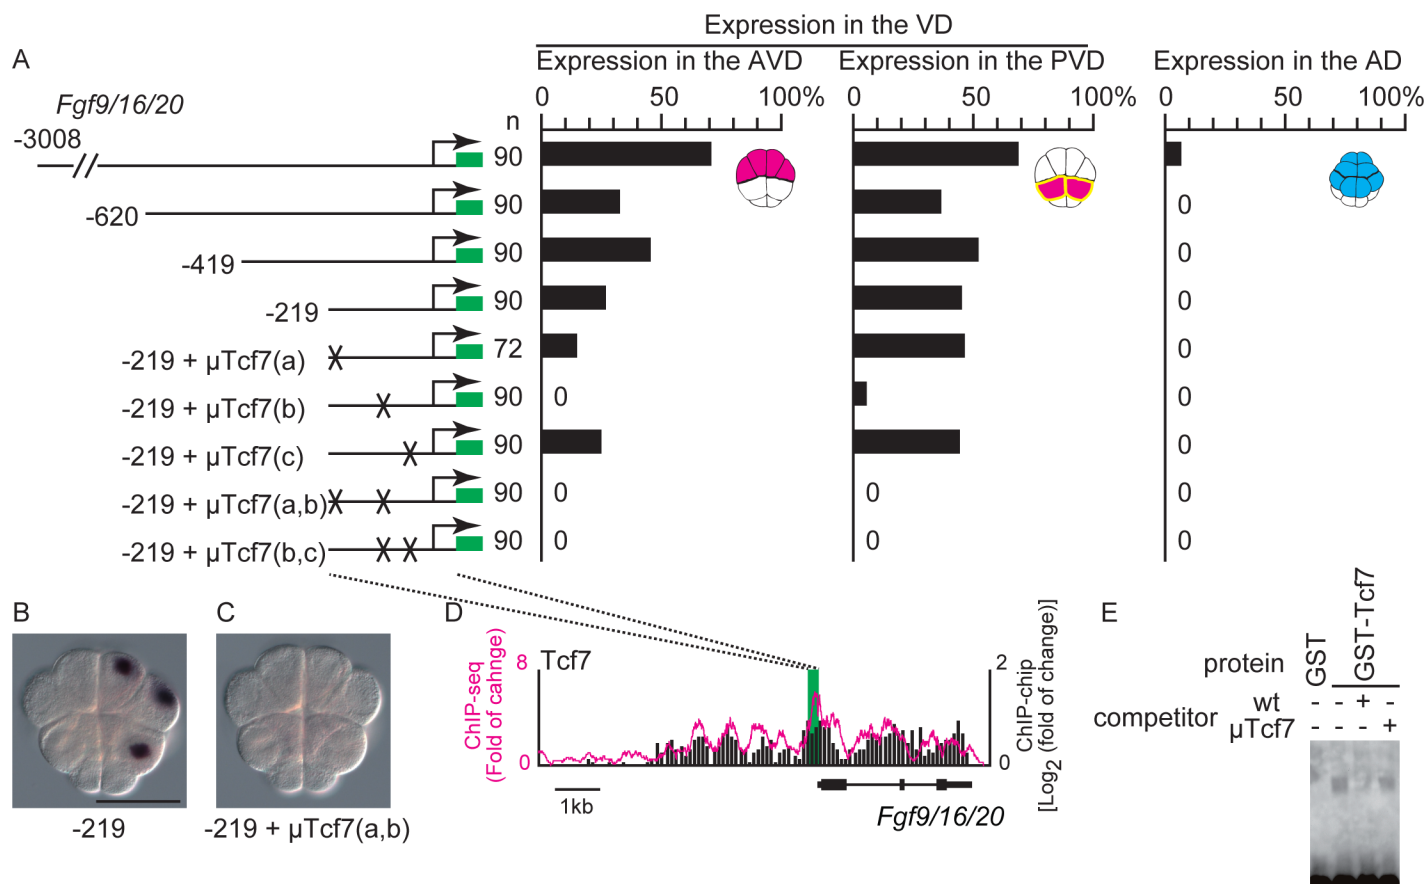 Expression in the VD
A
Expression in the AVD
Expression in the PVD
Expression in the AD
0 50 100%
0 50 100%
0 50 100%
Fgf9/16/20
n
-3008
90
-620
90
0
-419
90
0
-219
90
0
-219 + µTcf7(a)
72
0
-219 + µTcf7(b)
90
0
0
-219 + µTcf7(c)
90
0
-219 + µTcf7(a,b)
90
0
0
0
-219 + µTcf7(b,c)
90
0
0
0
B
-219
C
-219 + µTcf7(a,b)
D
Tcf7
ChIP-seq
(Fold of cahnge)
8
0
2
0
ChIP-chip
[Log2 (fold of change)]
1kb
Fgf9/16/20
E
protein
GST
GST-Tcf7
competitor
wt
- - + -
µTcf7
- - - +